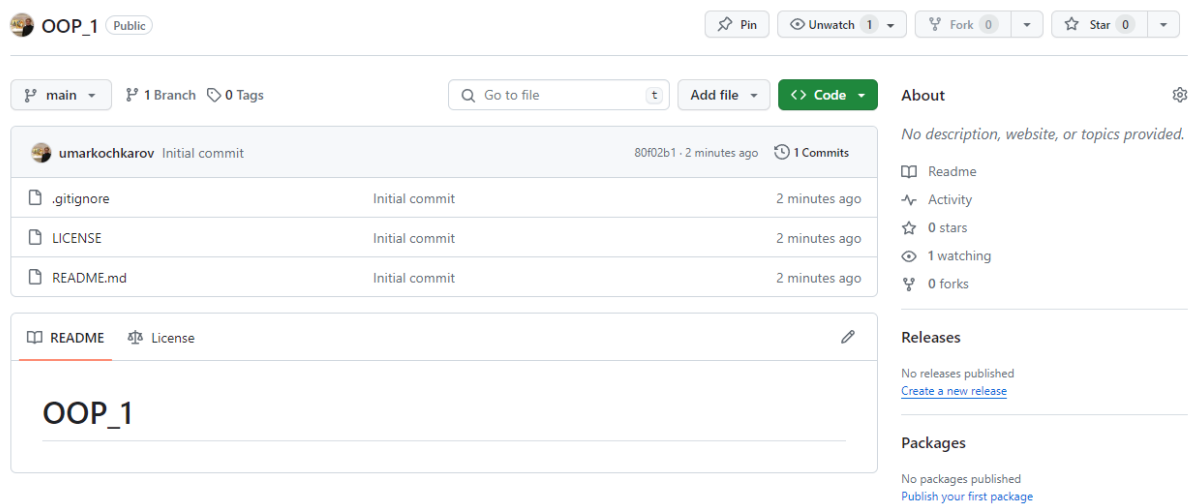 OOP_1 Public Pin Unwatch 1 Fork 0 Star 0
main 1 Branch 0 Tags Go to file t Add file Code
umarkochkarov Initial commit 80f02b1 · 2 minutes ago 1 Commits
.gitignore Initial commit 2 minutes ago
LICENSE Initial commit 2 minutes ago
README.md Initial commit 2 minutes ago
README License
OOP_1
About
No description, website, or topics provided.
Readme
Activity
0 stars
1 watching
0 forks
Releases
No releases published
Create a new release
Packages
No packages published
Publish your first package